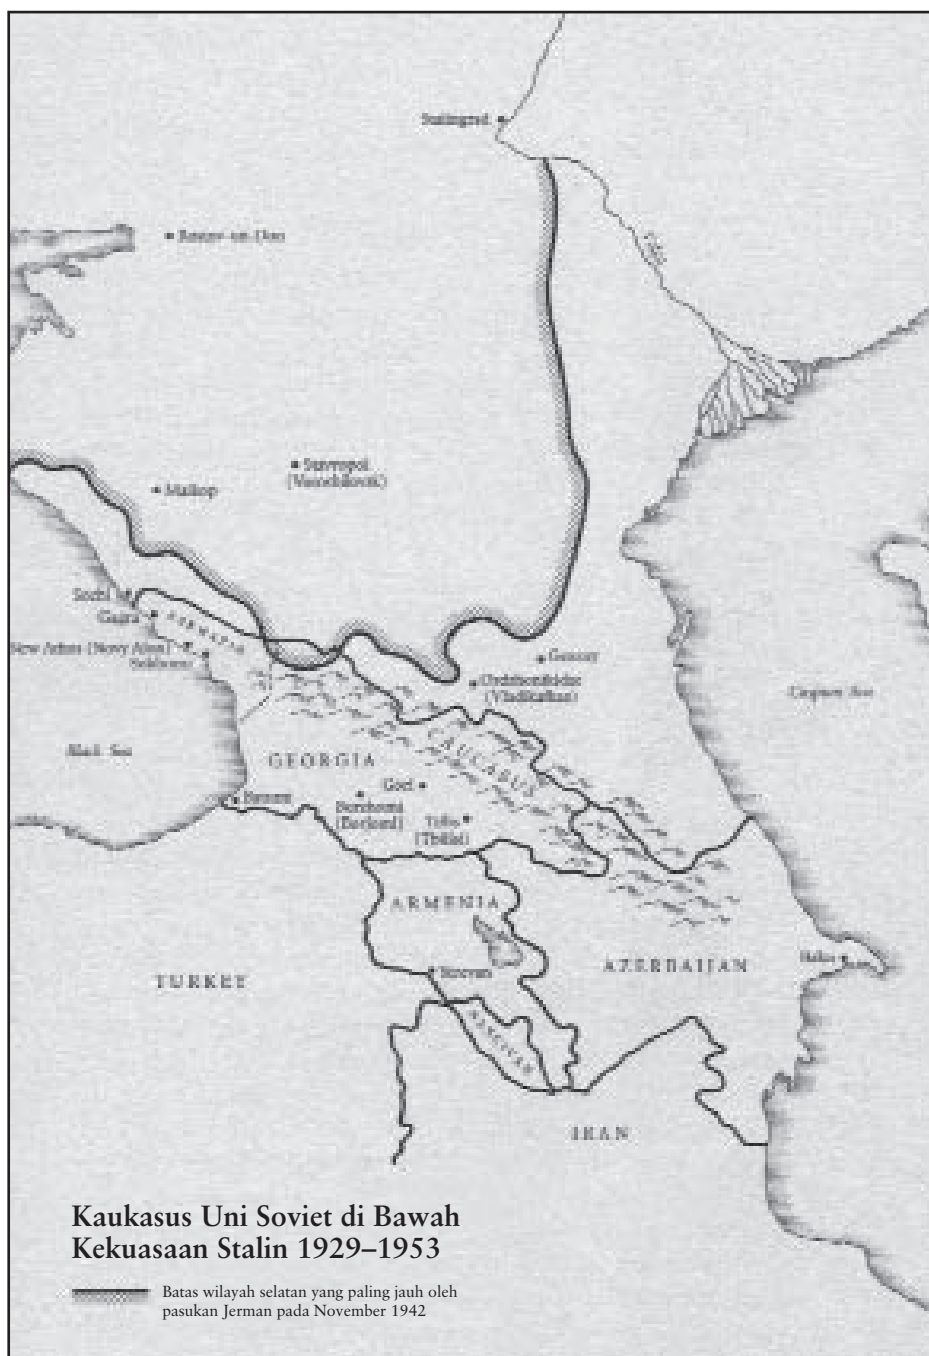 Stalingrad
Rostov-on-Don
Volga
Stavropol
(Voroshilovsk)
Maikop
Sochi
Gagra
ABKHAZIA
New Athos (Novy Afon)
Sukhumi
Grozny
Ordzhonikidze
(Vladikavkaz)
Caspian Sea
Black Sea
CAUCASUS
GEORGIA
Gori
Batumi
Borzhomi
(Borjomi)
Tiflis
(Tbilisi)
ARMENIA
AZERBAIJAN
Baku
Yerevan
TURKEY
IRAN
Kaukasus Uni Soviet di Bawah
Kekuasaan Stalin 1929–1953
Batas wilayah selatan yang paling jauh oleh
pasukan Jerman pada November 1942